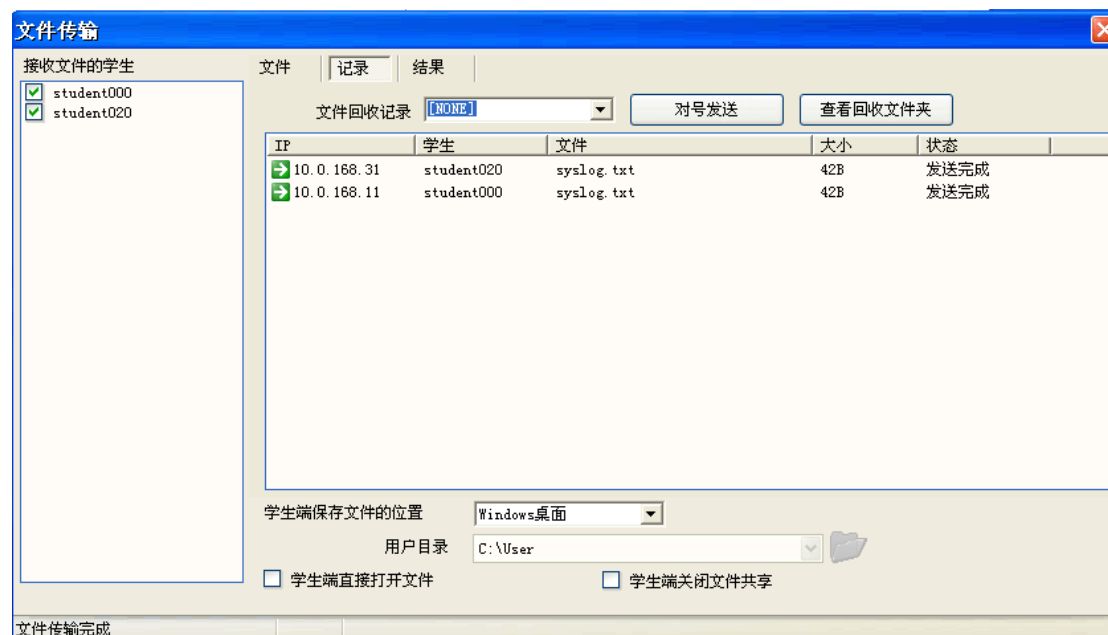 文件传输
接收文件的学生
student000
student020
文件 记录 结果
文件回收记录 [NONE] 对号发送 查看回收文件夹
IP 学生 文件 大小 状态
10.0.168.31 student020 syslog.txt 42B 发送完成
10.0.168.11 student000 syslog.txt 42B 发送完成
学生端保存文件的位置 Windows桌面
用户目录 C:\User
学生端直接打开文件 学生端关闭文件共享
文件传输完成